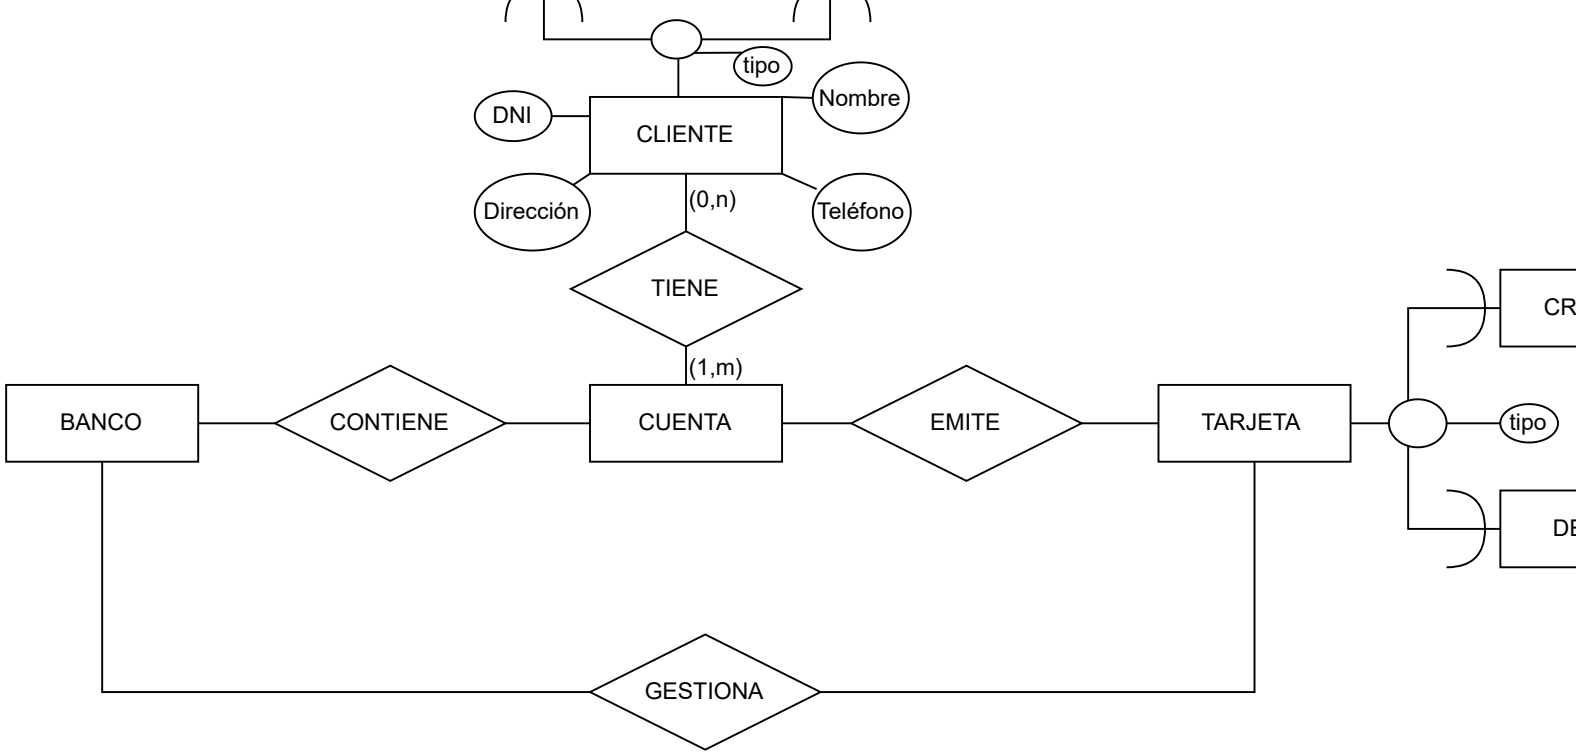 tipo
Nombre
DNI
CLIENTE
Dirección
(0,n)
Teléfono
TIENE
(1,m)
CR
BANCO
CONTIENE
CUENTA
EMITE
TARJETA
tipo
DE
GESTIONA